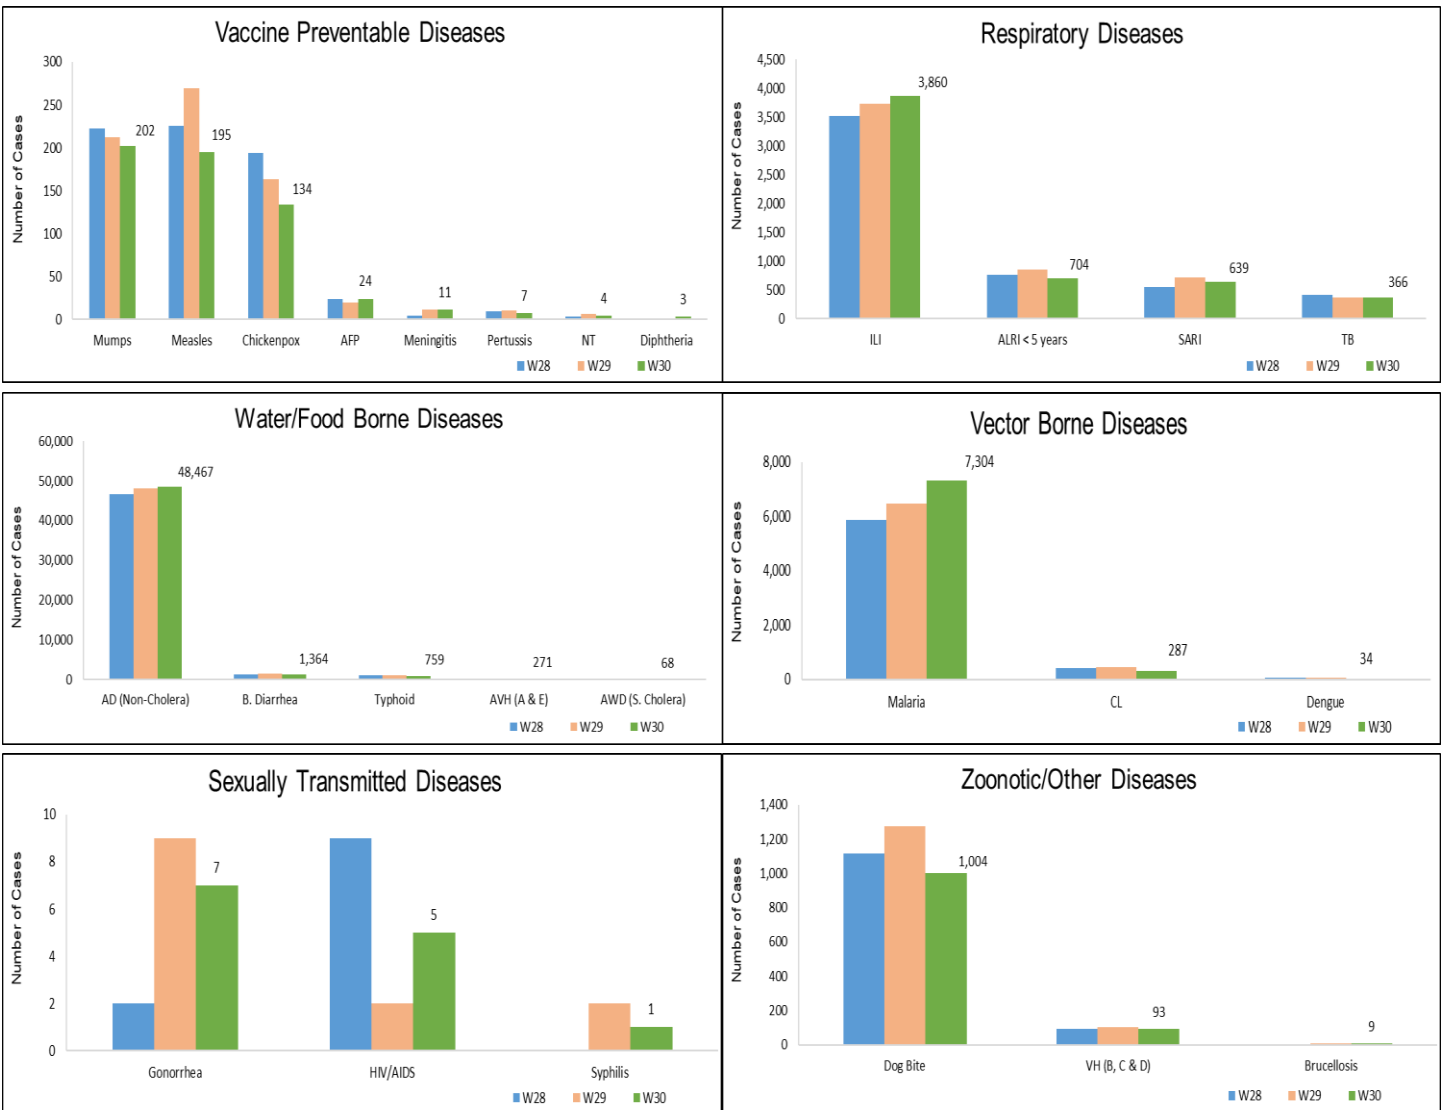 Vaccine Preventable Diseases
Number of Cases
300
250
200
150
100
50
0
202
195
134
24
11
7
4
3
Mumps Measles Chickenpox AFP Meningitis Pertussis NT Diphtheria
W28 W29 W30
Respiratory Diseases
Number of Cases
4,500
4,000
3,500
3,000
2,500
2,000
1,500
1,000
500
0
3,860
704
639
366
ILI ALRI < 5 years SARI TB
W28 W29 W30
Water/Food Borne Diseases
Number of Cases
60,000
50,000
40,000
30,000
20,000
10,000
0
48,467
1,364
759
271
68
AD (Non-Cholera) B. Diarrhea Typhoid AVH (A & E) AWD (S. Cholera)
W28 W29 W30
Vector Borne Diseases
Number of Cases
8,000
6,000
4,000
2,000
0
7,304
287
34
Malaria CL Dengue
W28 W29 W30
Sexually Transmitted Diseases
Number of Cases
10
8
6
4
2
0
7
5
1
Gonorrhea HIV/AIDS Syphilis
W28 W29 W30
Zoonotic/Other Diseases
Number of Cases
1,400
1,200
1,000
800
600
400
200
0
1,004
93
9
Dog Bite VH (B, C & D) Brucellosis
W28 W29 W30